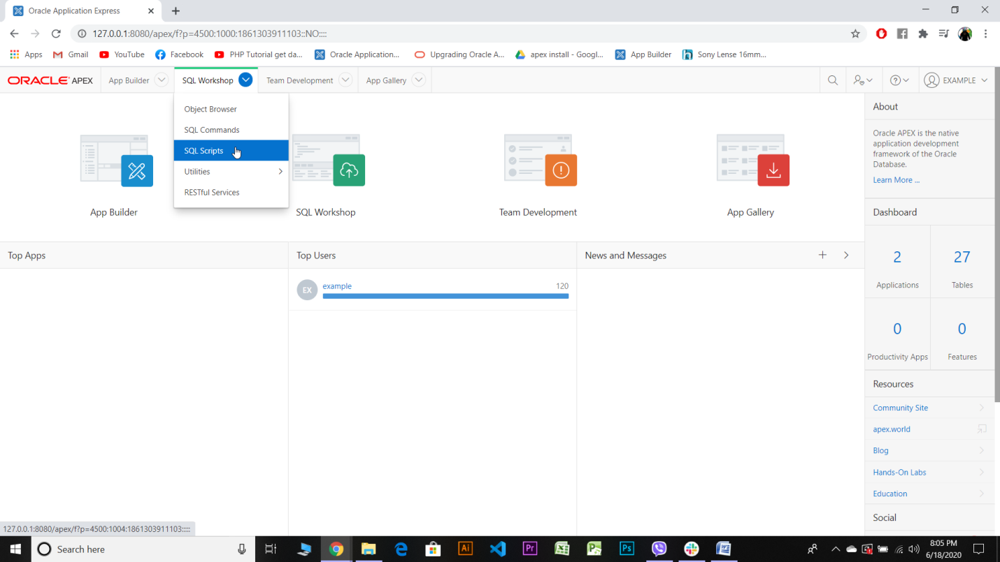 Oracle Application Express
127.0.0.1:8080/apex/f?p=4500:1000:1861303911103::NO::::
Apps
Gmail
YouTube
Facebook
PHP Tutorial get da...
Oracle Application...
Upgrading Oracle A...
apex install - Googl...
App Builder
Sony Lense 16mm...
ORACLE APEX
App Builder
SQL Workshop
Team Development
App Gallery
EXAMPLE
Object Browser
SQL Commands
SQL Scripts
Utilities
RESTful Services
App Builder
SQL Workshop
Team Development
App Gallery
About
Oracle APEX is the native
application development
framework of the Oracle
Database.
Learn More ...
Dashboard
2
Applications
27
Tables
0
Productivity Apps
0
Features
Top Apps
Top Users
EX
example
120
News and Messages
Resources
Community Site
apex.world
Blog
Hands-On Labs
Education
Social
127.0.0.1:8080/apex/f?p=4500:1004:1861303911103:::::
Search here
Ai
Pr
Ps
8:05 PM
6/18/2020